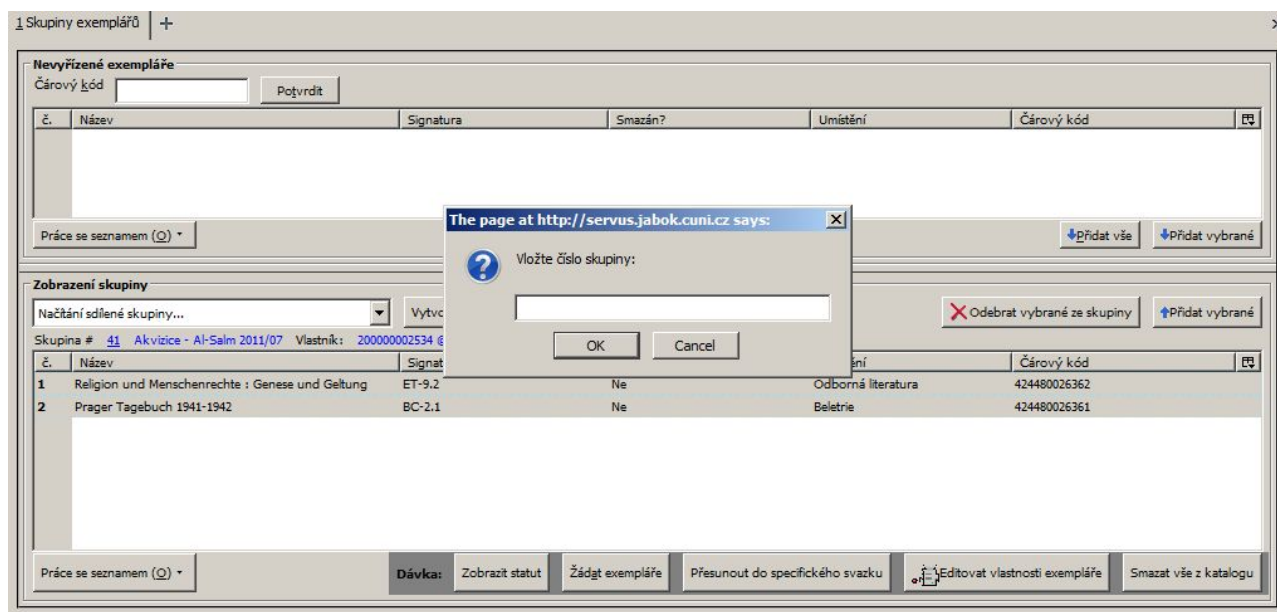 1 Skupiny exemplářů +
Nevyřízené exempláře
Čárový kód Potvrdit
č. Název Signatura Smazán? Umístění Čárový kód
Práce se seznamem (O) Přidat vše Přidat vybrané
The page at http://servus.jabok.cuni.cz says:
Vložte číslo skupiny:
OK Cancel
Zobrazení skupiny
Načítání sdílené skupiny... Odebrat vybrané ze skupiny Přidat vybrané
Skupina # 41 Akvizice - Al-Salm 2011/07 Vlastník: 200000002534 @
č. Název Čárový kód
1 Religion und Menschenrechte : Genese und Geltung ET-9.2 Ne Odborná literatura 424480026362
2 Prager Tagebuch 1941-1942 BC-2.1 Ne Beletrie 424480026361
Práce se seznamem (O) Dávka: Zobrazit statut Žádat exempláře Přesunout do specifického svazku Editovat vlastnosti exempláře Smazat vše z katalogu